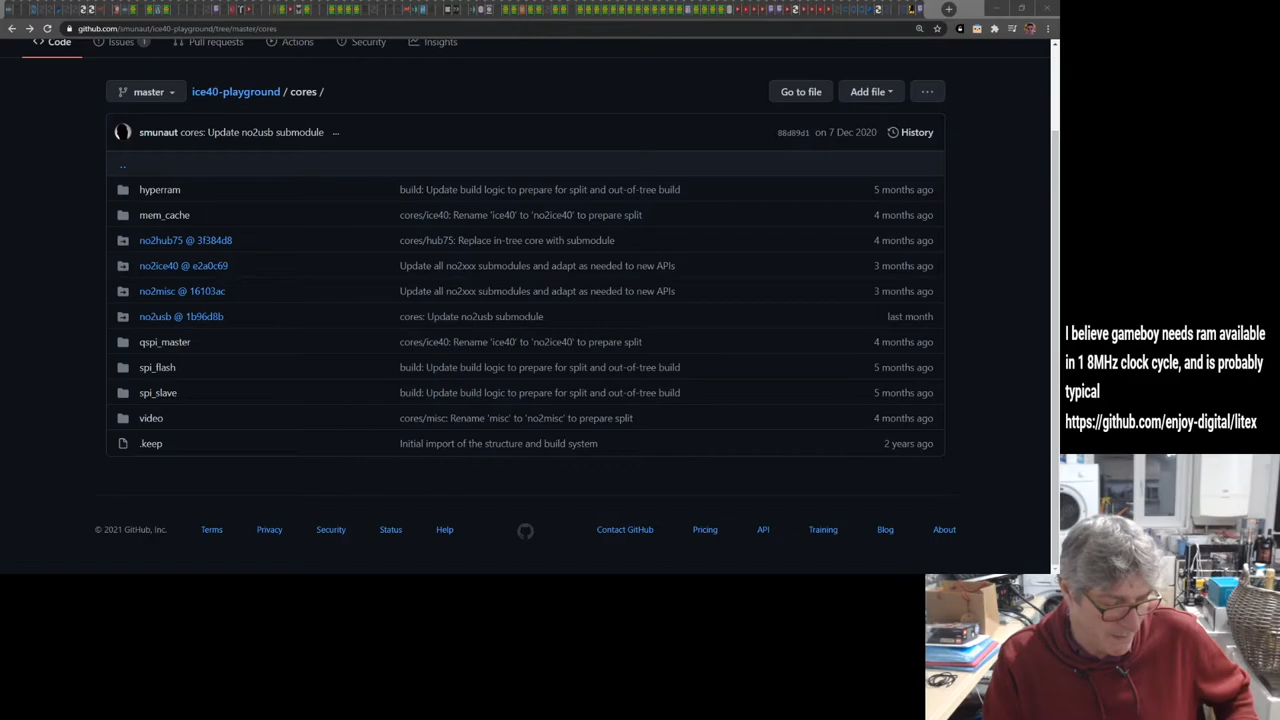 github.com/smunaut/ice40-playground/tree/master/cores
Code
Issues 1
Pull requests
Actions
Security
Insights
master
ice40-playground / cores /
Go to file
Add file
...
smunaut cores: Update no2usb submodule ...
88d89d1 on 7 Dec 2020
History
..
hyperram build: Update build logic to prepare for split and out-of-tree build 5 months ago
mem_cache cores/ice40: Rename 'ice40' to 'no2ice40' to prepare split 4 months ago
no2hub75 @ 3f384d8 cores/hub75: Replace in-tree core with submodule 4 months ago
no2ice40 @ e2a0c69 Update all no2xxx submodules and adapt as needed to new APIs 3 months ago
no2misc @ 16103ac Update all no2xxx submodules and adapt as needed to new APIs 3 months ago
no2usb @ 1b96d8b cores: Update no2usb submodule last month
qspi_master cores/ice40: Rename 'ice40' to 'no2ice40' to prepare split 4 months ago
spi_flash build: Update build logic to prepare for split and out-of-tree build 5 months ago
spi_slave build: Update build logic to prepare for split and out-of-tree build 5 months ago
video cores/misc: Rename 'misc' to 'no2misc' to prepare split 4 months ago
.keep Initial import of the structure and build system 2 years ago
© 2021 GitHub, Inc. Terms Privacy Security Status Help Contact GitHub Pricing API Training Blog About
I believe gameboy needs ram available
in 1 8MHz clock cycle, and is probably
typical
https://github.com/enjoy-digital/litex